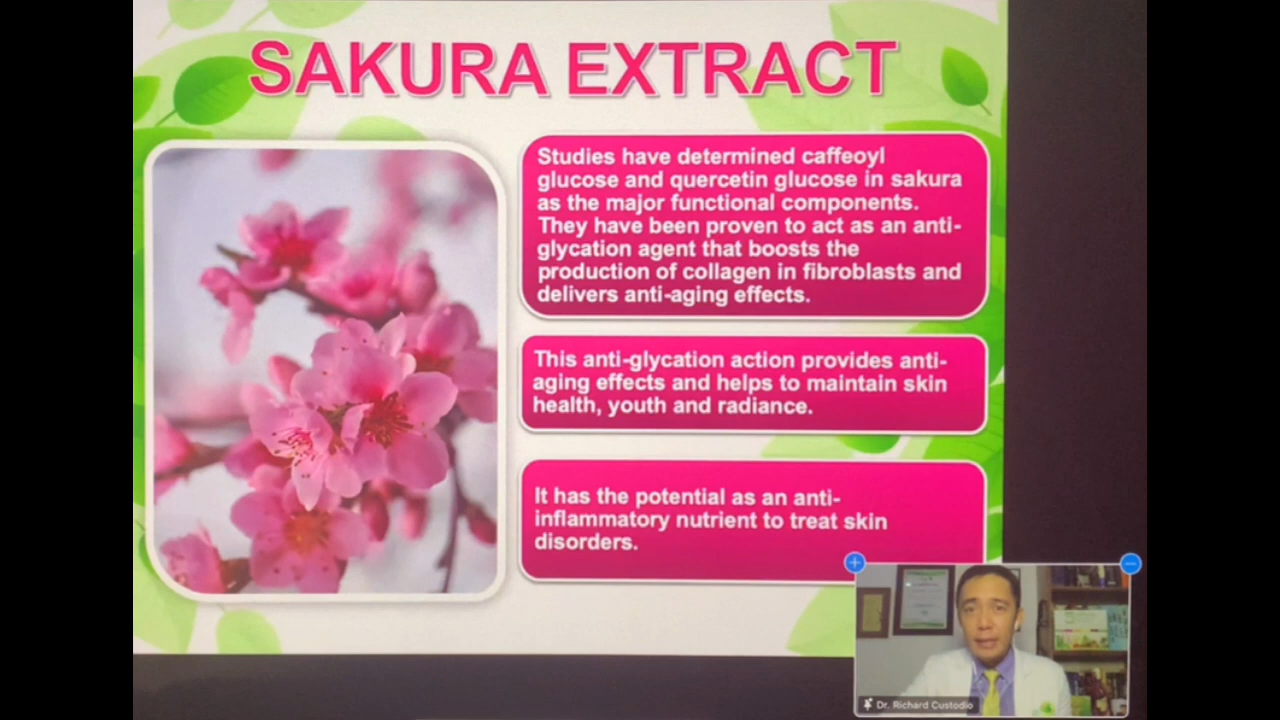 SAKURA EXTRACT
Studies have determined caffeoyl
glucose and quercetin glucose in sakura
as the major functional components.
They have been proven to act as an anti-
glycation agent that boosts the
production of collagen in fibroblasts and
delivers anti-aging effects.
This anti-glycation action provides anti-
aging effects and helps to maintain skin
health, youth and radiance.
It has the potential as an anti-
inflammatory nutrient to treat skin
disorders.
Dr. Richard Custodio